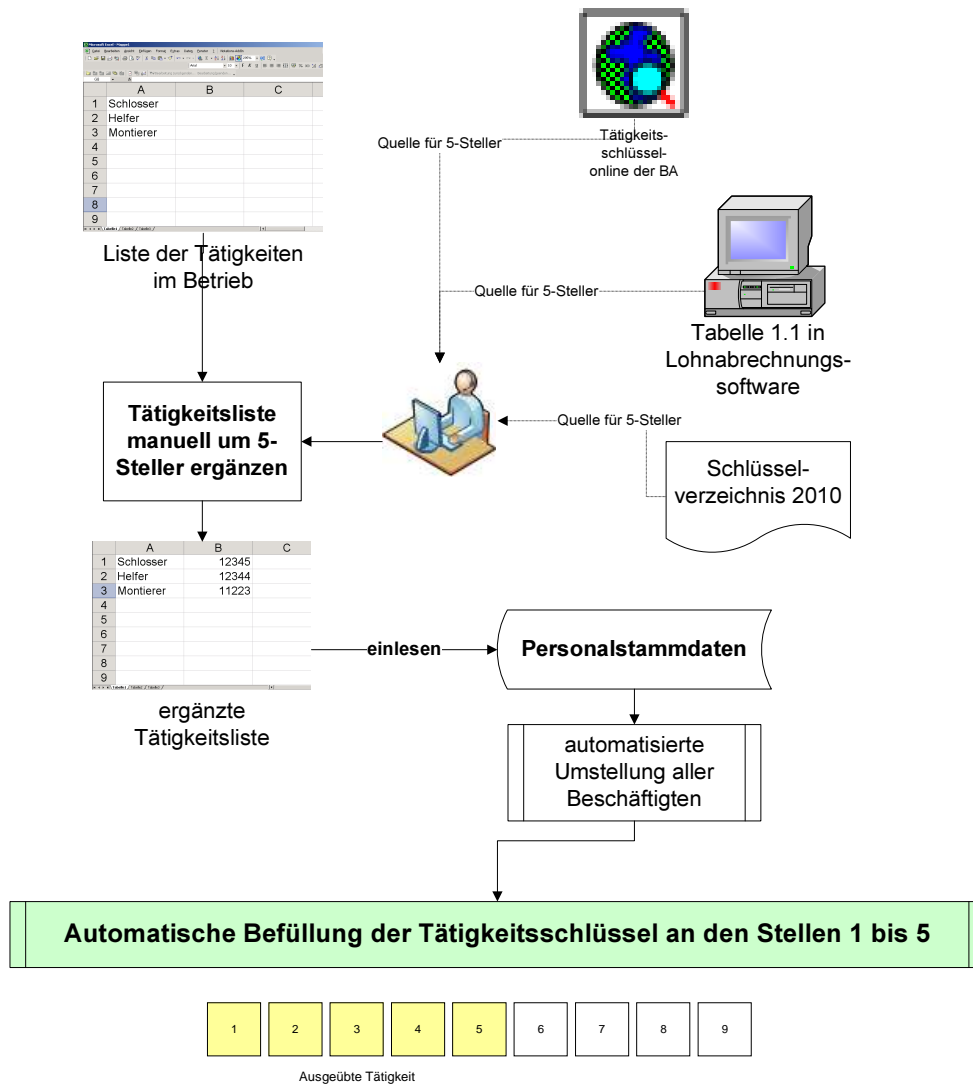 Microsoft Excel - Mappe1
A B C
1 Schlosser
2 Helfer
3 Montierer
4
5
6
7
8
9
Liste der Tätigkeiten
im Betrieb
Tätigkeits-
schlüssel-
online der BA
Quelle für 5-Steller
Quelle für 5-Steller
Tabelle 1.1 in
Lohnabrechnungs-
software
Tätigkeitsliste
manuell um 5-
Steller ergänzen
Quelle für 5-Steller
Schlüssel-
verzeichnis 2010
A B C
1 Schlosser 12345
2 Helfer 12344
3 Montierer 11223
4
5
6
7
8
9
ergänzte
Tätigkeitsliste
einlesen
Personalstammdaten
automatisierte
Umstellung aller
Beschäftigten
Automatische Befüllung der Tätigkeitsschlüssel an den Stellen 1 bis 5
1 2 3 4 5 6 7 8 9
Ausgeübte Tätigkeit